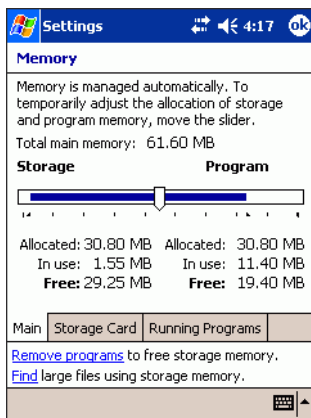 Settings 4:17 ok
Memory
Memory is managed automatically. To
temporarily adjust the allocation of storage
and program memory, move the slider.
Total main memory: 61.60 MB
Storage Program
Allocated: 30.80 MB Allocated: 30.80 MB
In use: 1.55 MB In use: 11.40 MB
Free: 29.25 MB Free: 19.40 MB
Main Storage Card Running Programs
Remove programs to free storage memory.
Find large files using storage memory.